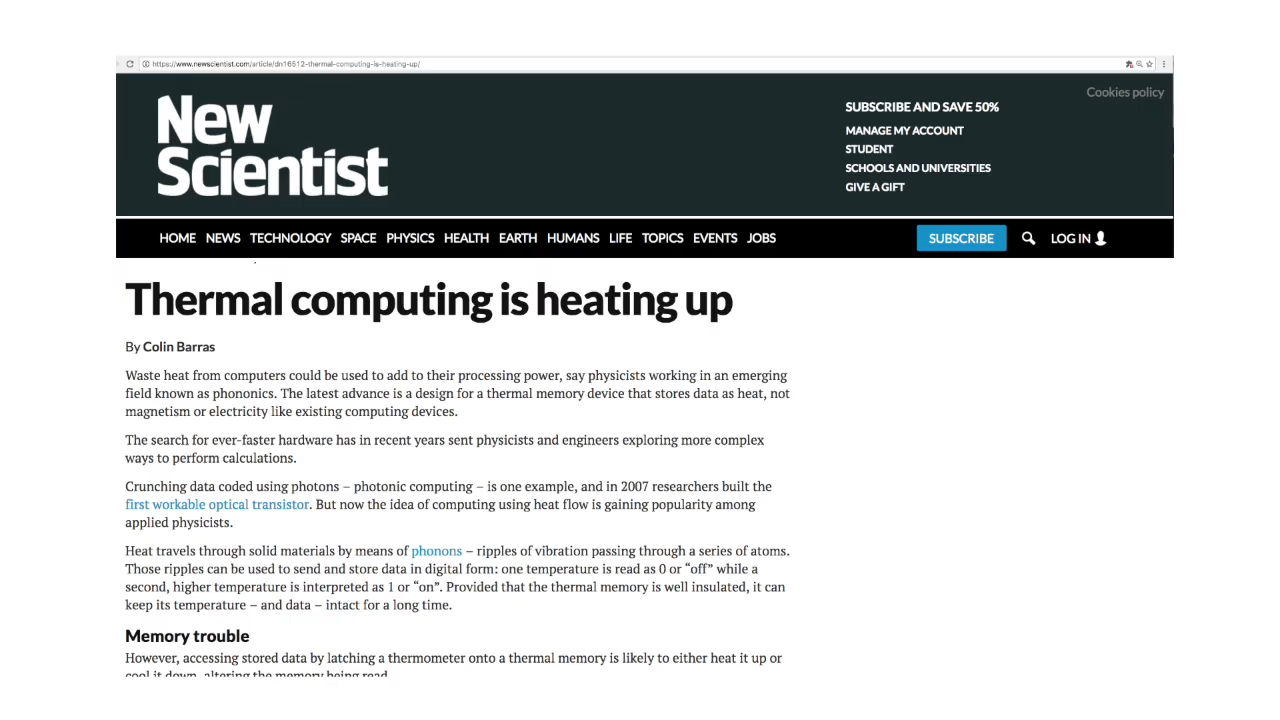 https://www.newscientist.com/article/dn16512-thermal-computing-is-heating-up/
Cookies policy
New
Scientist
SUBSCRIBE AND SAVE 50%
MANAGE MY ACCOUNT
STUDENT
SCHOOLS AND UNIVERSITIES
GIVE A GIFT
HOME NEWS TECHNOLOGY SPACE PHYSICS HEALTH EARTH HUMANS LIFE TOPICS EVENTS JOBS SUBSCRIBE LOG IN
Thermal computing is heating up
By Colin Barras
Waste heat from computers could be used to add to their processing power, say physicists working in an emerging
field known as phononics. The latest advance is a design for a thermal memory device that stores data as heat, not
magnetism or electricity like existing computing devices.
The search for ever-faster hardware has in recent years sent physicists and engineers exploring more complex
ways to perform calculations.
Crunching data coded using photons – photonic computing – is one example, and in 2007 researchers built the
first workable optical transistor. But now the idea of computing using heat flow is gaining popularity among
applied physicists.
Heat travels through solid materials by means of phonons – ripples of vibration passing through a series of atoms.
Those ripples can be used to send and store data in digital form: one temperature is read as 0 or “off” while a
second, higher temperature is interpreted as 1 or “on”. Provided that the thermal memory is well insulated, it can
keep its temperature – and data – intact for a long time.
Memory trouble
However, accessing stored data by latching a thermometer onto a thermal memory is likely to either heat it up or
cool it down, altering the memory being read.